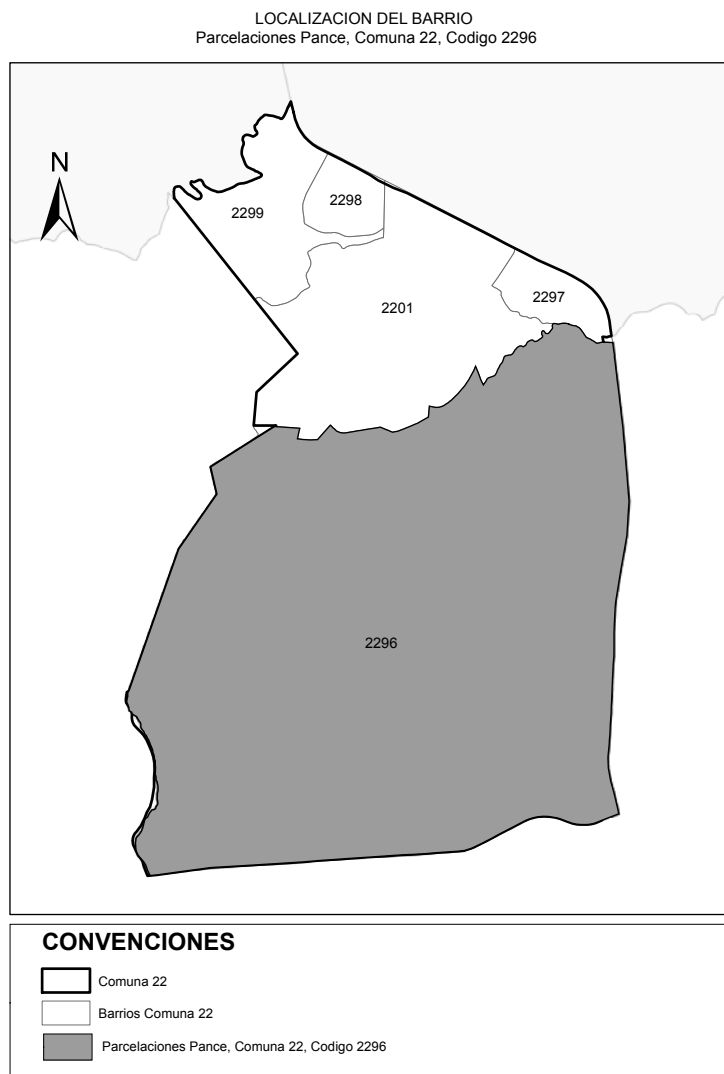 LOCALIZACION DEL BARRIO
Parcelaciones Pance, Comuna 22, Codigo 2296
N
2298
2299
2297
2201
2296
CONVENCIONES
Comuna 22
Barrios Comuna 22
Parcelaciones Pance, Comuna 22, Codigo 2296